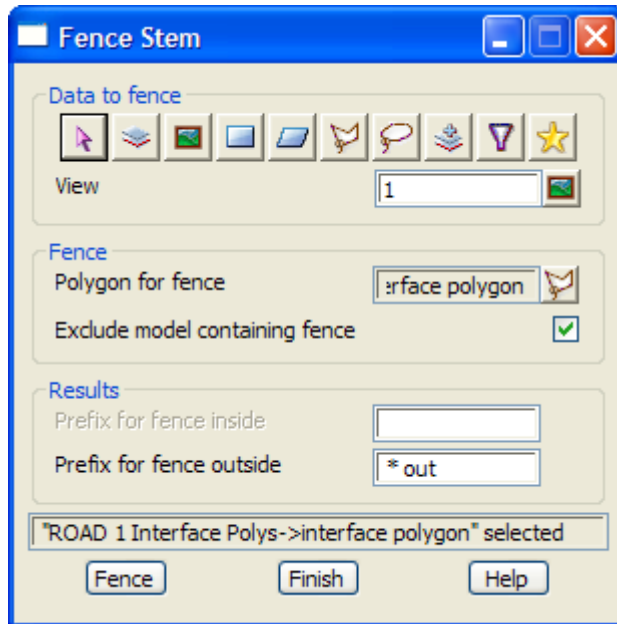 Fence Stem
Data to fence
View 1
Fence
Polygon for fence erface polygon
Exclude model containing fence
Results
Prefix for fence inside
Prefix for fence outside * out
"ROAD 1 Interface Polys->interface polygon" selected
Fence Finish Help